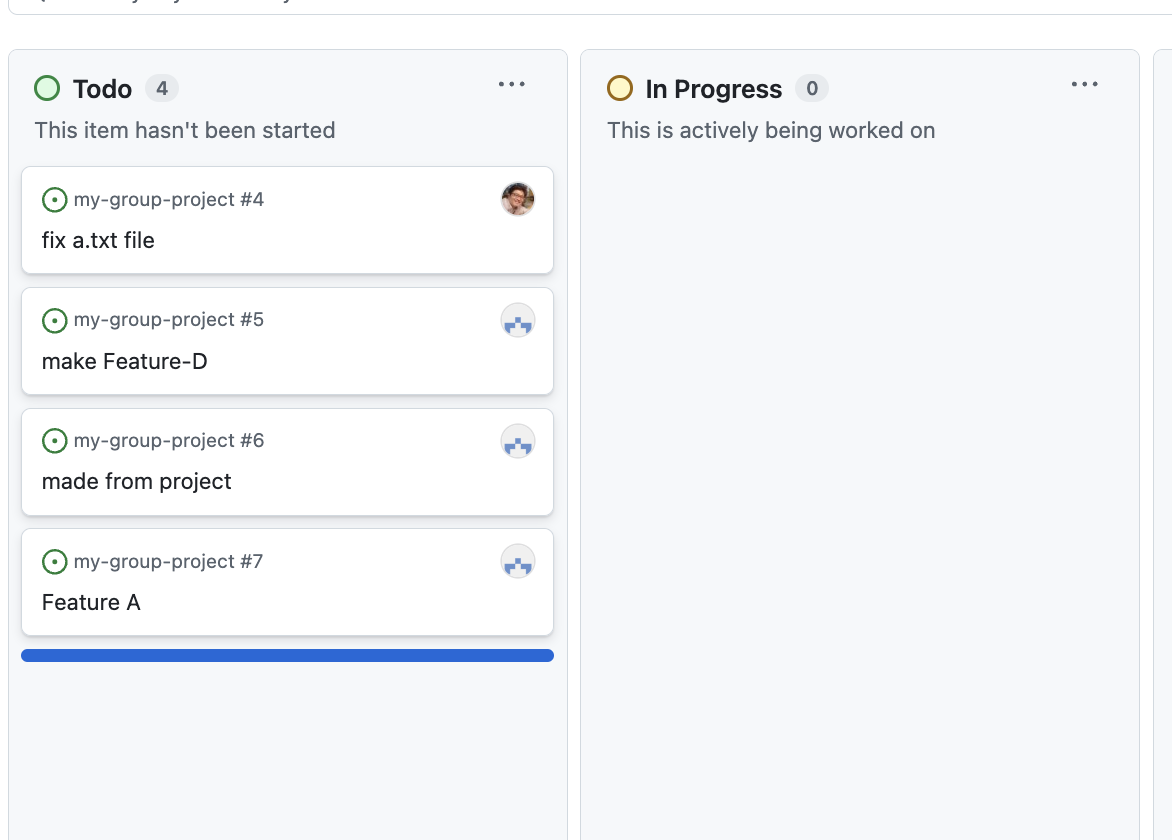 Todo 4
This item hasn't been started
my-group-project #4
fix a.txt file
my-group-project #5
make Feature-D
my-group-project #6
made from project
my-group-project #7
Feature A
In Progress 0
This is actively being worked on